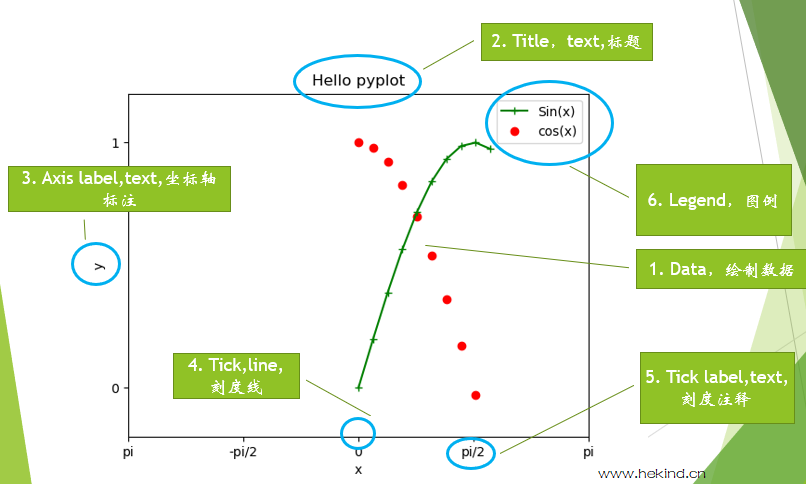 2. Title，text,标题
Hello pyplot
Sin(x)
cos(x)
1
3. Axis label,text,坐标轴
标注
6. Legend，图例
y
1. Data，绘制数据
4. Tick,line,
刻度线
5. Tick label,text,
刻度注释
0
pi
-pi/2
0
pi/2
pi
x
www.hekind.cn